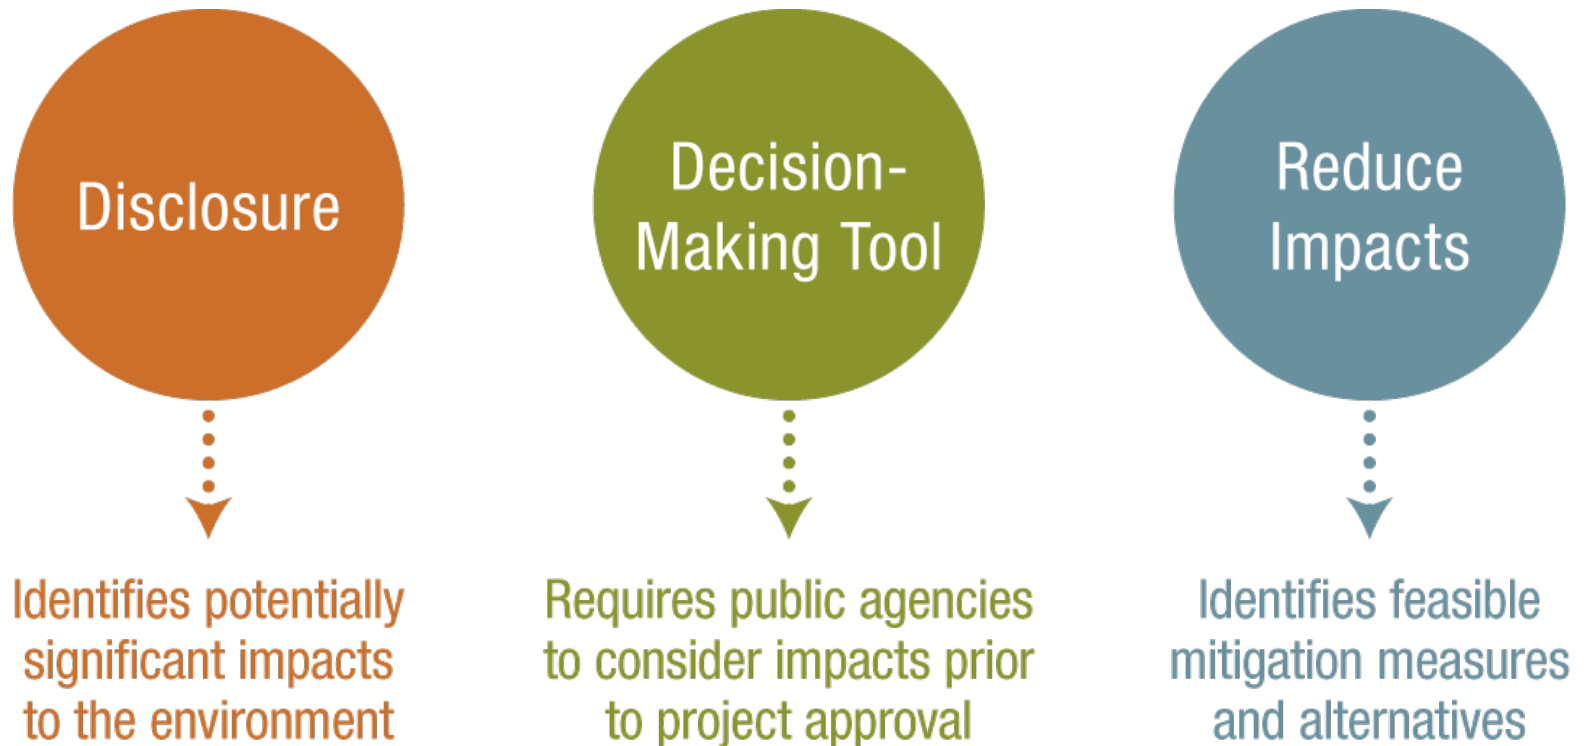 Disclosure
Identifies potentially
significant impacts
to the environment
Decision-
Making Tool
Requires public agencies
to consider impacts prior
to project approval
Reduce
Impacts
Identifies feasible
mitigation measures
and alternatives